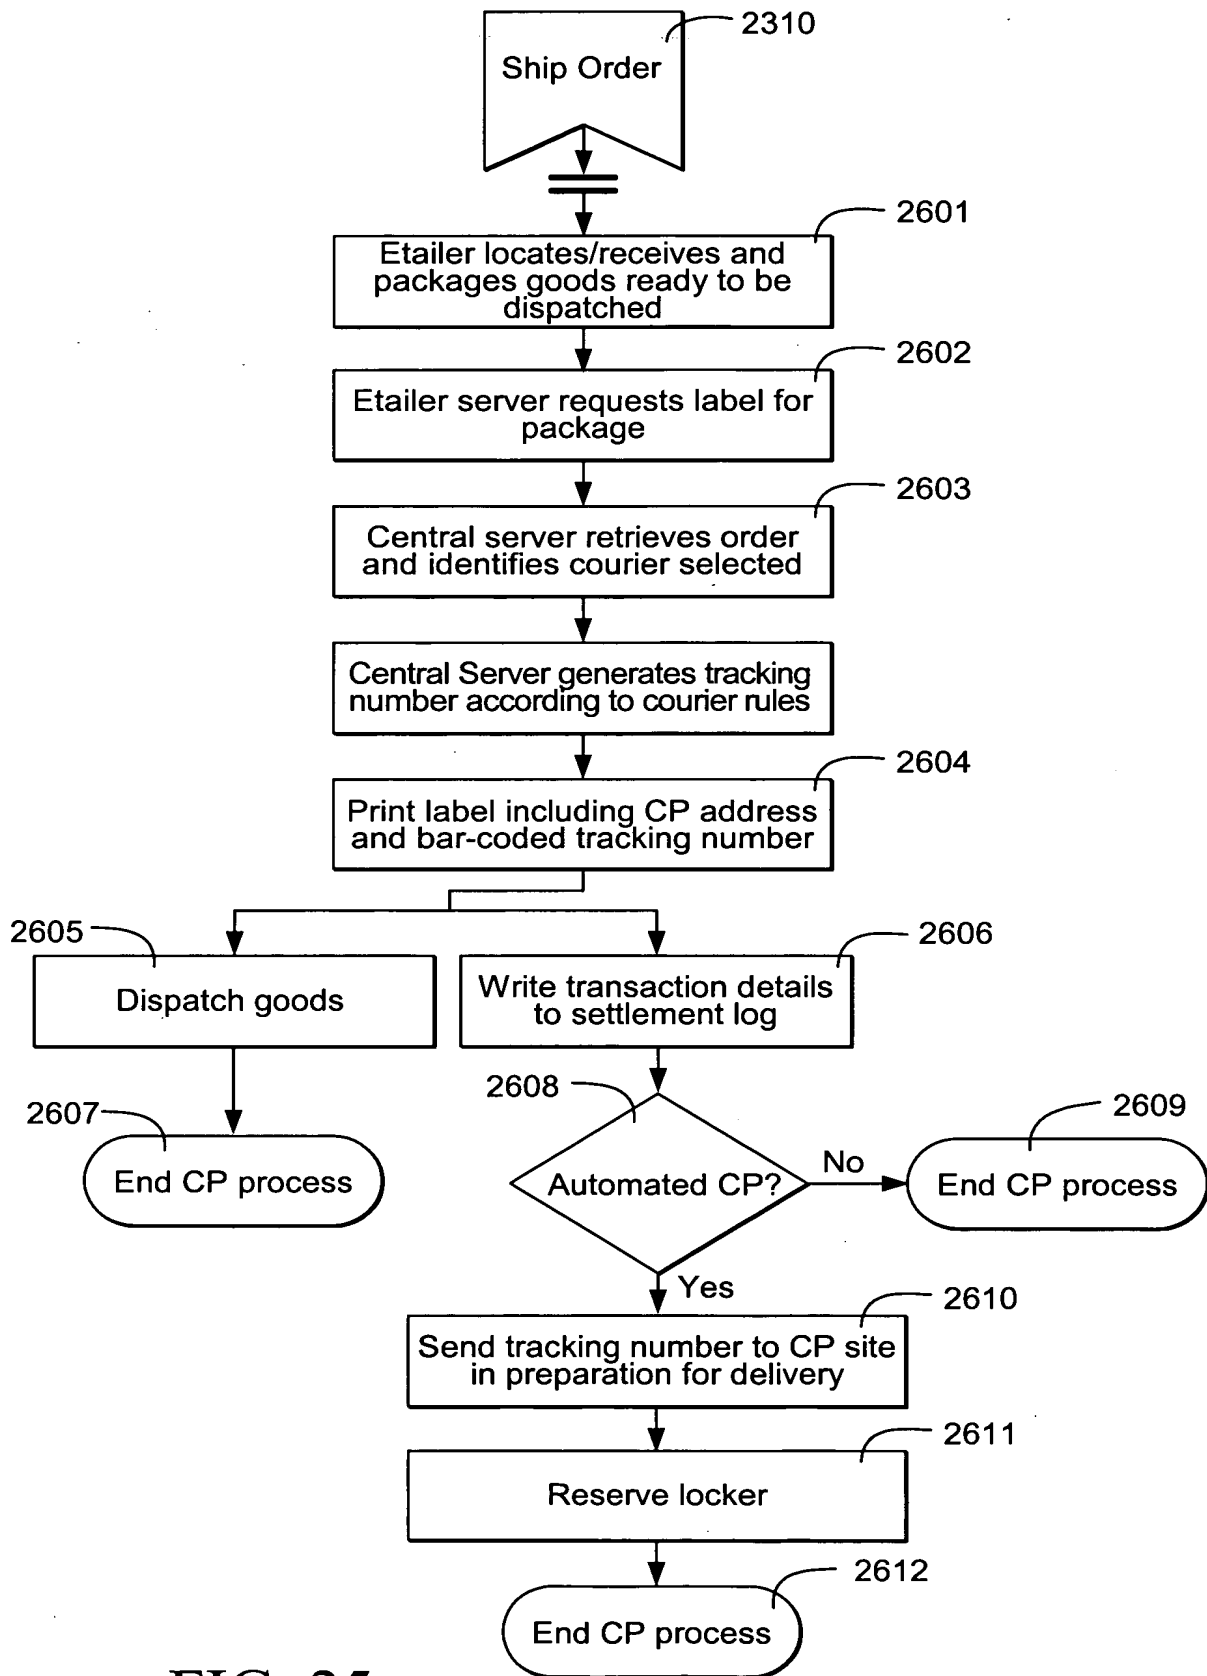 2310
Ship Order
2601
Etailer locates/receives and
packages goods ready to be
dispatched
2602
Etailer server requests label for
package
2603
Central server retrieves order
and identifies courier selected
Central Server generates tracking
number according to courier rules
2604
Print label including CP address
and bar-coded tracking number
2605
Dispatch goods
2606
Write transaction details
to settlement log
2607
End CP process
2608
Automated CP?
No
2609
End CP process
Yes
2610
Send tracking number to CP site
in preparation for delivery
2611
Reserve locker
2612
End CP process